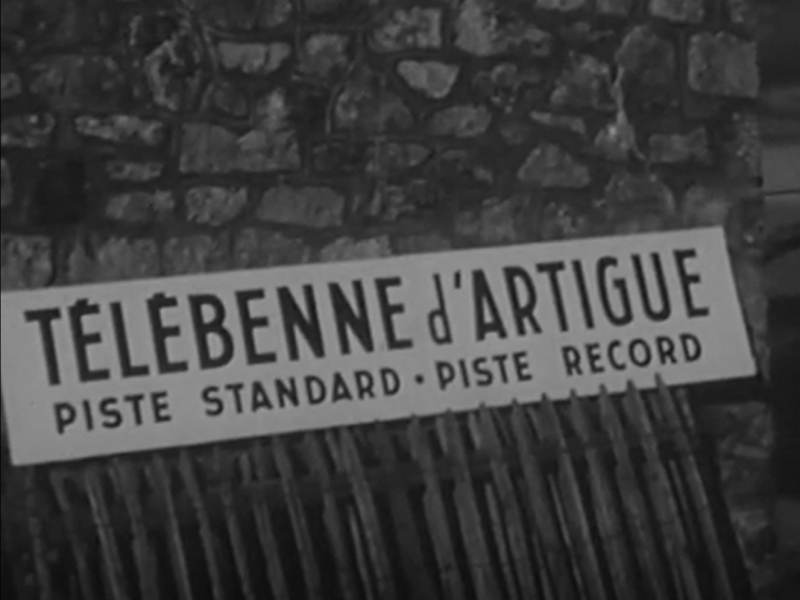 TÉLÉBENNE d'ARTIGUE
PISTE STANDARD • PISTE RECORD